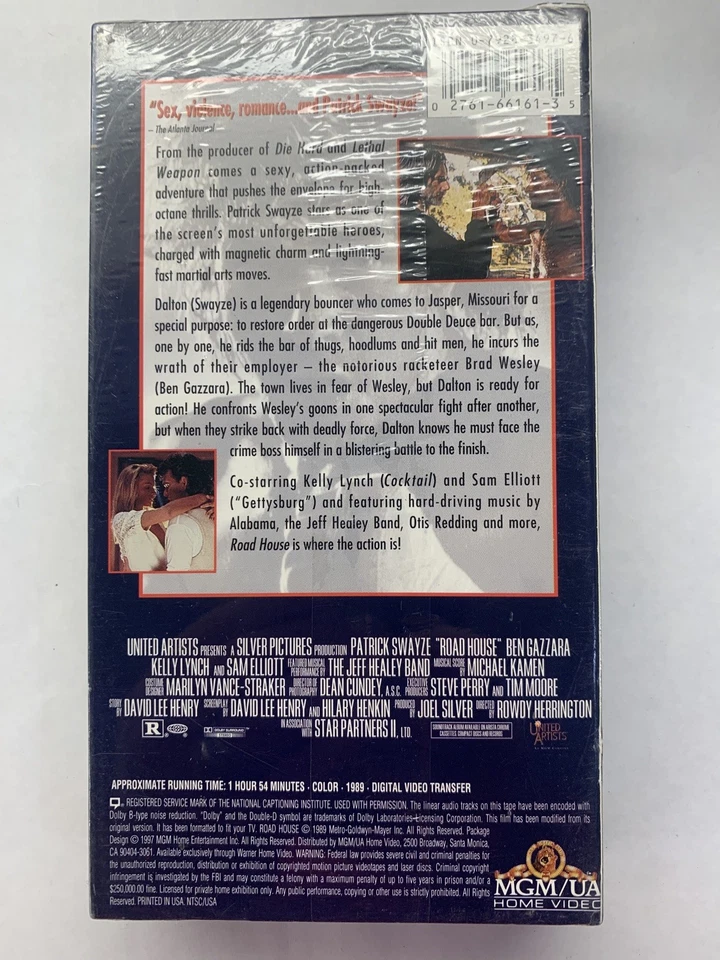 0 2761-66161-3 5
"Sex, violence, romance...and Patrick Swayze!"
– The Atlanta Journal
From the producer of Die Hard and Lethal
Weapon comes a sexy, action-packed
adventure that pushes the envelope for high-
octane thrills. Patrick Swayze stars as one of
the screen's most unforgettable heroes,
charged with magnetic charm and lightning-
fast martial arts moves.
Dalton (Swayze) is a legendary bouncer who comes to Jasper, Missouri for a
special purpose: to restore order at the dangerous Double Deuce bar. But as,
one by one, he rids the bar of thugs, hoodlums and hit men, he incurs the
wrath of their employer – the notorious racketeer Brad Wesley
(Ben Gazzara). The town lives in fear of Wesley, but Dalton is ready for
action! He confronts Wesley's goons in one spectacular fight after another,
but when they strike back with deadly force, Dalton knows he must face the
crime boss himself in a blistering battle to the finish.
Co-starring Kelly Lynch (Cocktail) and Sam Elliott
("Gettysburg") and featuring hard-driving music by
Alabama, the Jeff Healey Band, Otis Redding and more,
Road House is where the action is!
UNITED ARTISTS PRESENTS A SILVER PICTURES PRODUCTION PATRICK SWAYZE "ROAD HOUSE" BEN GAZZARA
KELLY LYNCH AND SAM ELLIOTT FEATURED MUSICAL PERFORMANCE BY THE JEFF HEALEY BAND MUSICAL SCORE BY MICHAEL KAMEN
COSTUME DESIGNER MARILYN VANCE-STRAKER DIRECTOR OF PHOTOGRAPHY DEAN CUNDEY, A.S.C. EXECUTIVE PRODUCERS STEVE PERRY AND TIM MOORE
STORY BY DAVID LEE HENRY SCREENPLAY BY DAVID LEE HENRY AND HILARY HENKIN PRODUCED BY JOEL SILVER DIRECTED BY ROWDY HERRINGTON
R DOLBY SURROUND STEREO IN ASSOCIATION WITH STAR PARTNERS II, LTD. SOUNDTRACK ALBUM AVAILABLE ON ARISTA CHROME CASSETTES, COMPACT DISCS AND RECORDS UNITED ARTISTS
APPROXIMATE RUNNING TIME: 1 HOUR 54 MINUTES · COLOR · 1989 · DIGITAL VIDEO TRANSFER
REGISTERED SERVICE MARK OF THE NATIONAL CAPTIONING INSTITUTE. USED WITH PERMISSION. The linear audio tracks on this tape have been encoded with
Dolby B-type noise reduction. "Dolby" and the Double-D symbol are trademarks of Dolby Laboratories Licensing Corporation. This film has been modified from its
original version. It has been formatted to fit your TV. ROAD HOUSE © 1989 Metro-Goldwyn-Mayer Inc. All Rights Reserved. Package
Design © 1997 MGM Home Entertainment Inc. All Rights Reserved. Distributed by MGM/UA Home Video, 2500 Broadway, Santa Monica,
CA 90404-3061. Available exclusively through Warner Home Video. WARNING: Federal law provides severe civil and criminal penalties for
the unauthorized reproduction, distribution or exhibition of copyrighted motion picture videotapes and laser discs. Criminal copyright
infringement is investigated by the FBI and may constitute a felony with a maximum penalty of up to five years in prison and/or a
$250,000.00 fine. Licensed for private home exhibition only. Any public performance, copying or other use is strictly prohibited. All Rights
Reserved. PRINTED IN USA. NTSC/USA
MGM/UA
HOME VIDEO